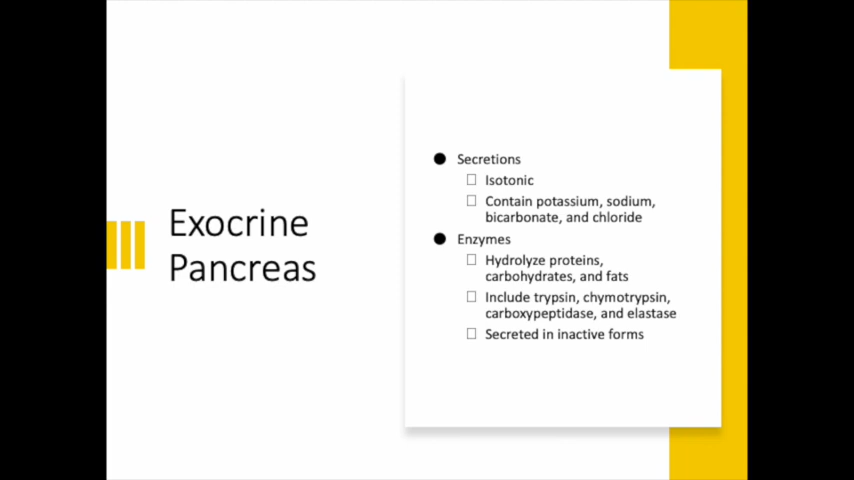 Exocrine
Pancreas
Secretions
Isotonic
Contain potassium, sodium,
bicarbonate, and chloride
Enzymes
Hydrolyze proteins,
carbohydrates, and fats
Include trypsin, chymotrypsin,
carboxypeptidase, and elastase
Secreted in inactive forms